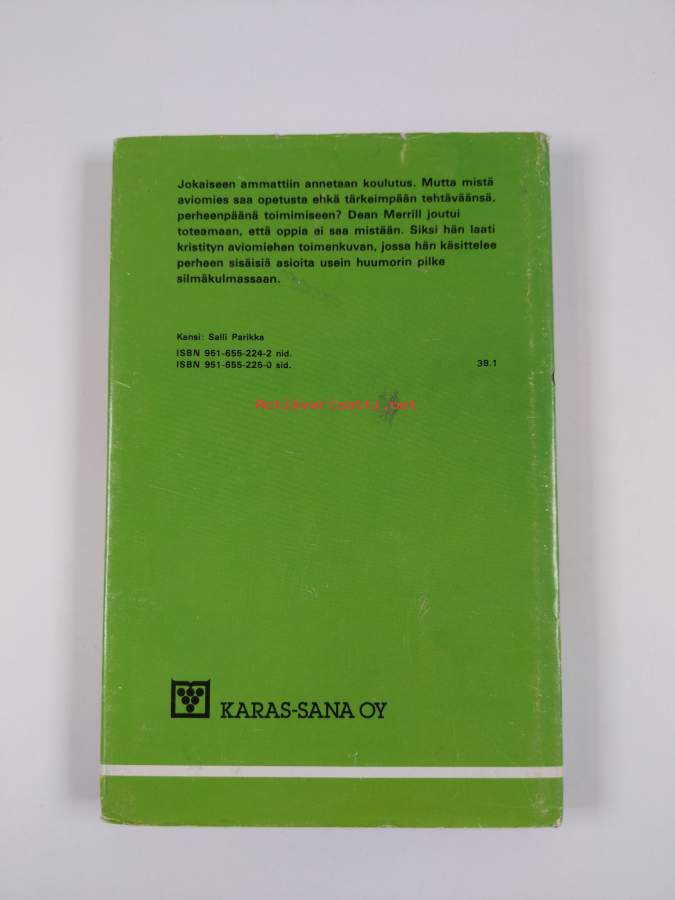 Jokaiseen ammattiin annetaan koulutus. Mutta mistä
aviomies saa opetusta ehkä tärkeimpään tehtäväänsä,
perheenpäänä toimimiseen? Dean Merrill joutui
toteamaan, että oppia ei saa mistään. Siksi hän laati
kristityn aviomiehen toimenkuvan, jossa hän käsittelee
perheen sisäisiä asioita usein huumorin pilke
silmäkulmassaan.
Kansi: Saili Parikka
ISBN 951-655-224-2 nid.
ISBN 951-655-225-0 sid.
38.1
Antikvariaatti.net
KARAS-SANA OY